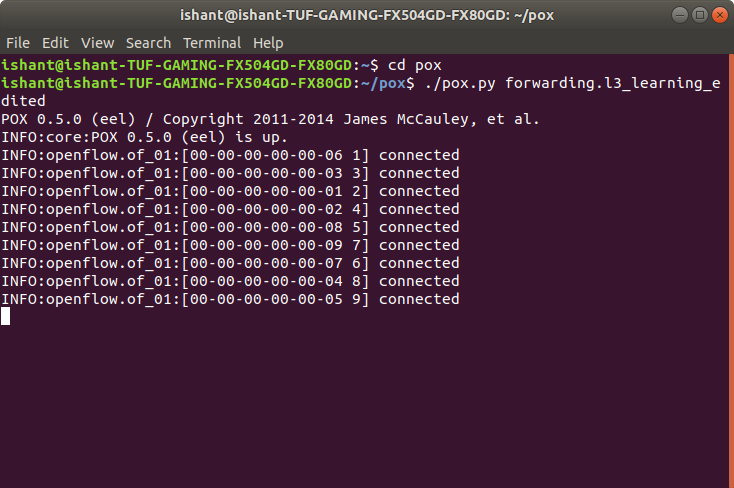 ishant@ishant-TUF-GAMING-FX504GD-FX80GD: ~/pox
File Edit View Search Terminal Help
ishant@ishant-TUF-GAMING-FX504GD-FX80GD:~$ cd pox
ishant@ishant-TUF-GAMING-FX504GD-FX80GD:~/pox$ ./pox.py forwarding.l3_learning_e
dited
POX 0.5.0 (eel) / Copyright 2011-2014 James McCauley, et al.
INFO:core:POX 0.5.0 (eel) is up.
INFO:openflow.of_01:[00-00-00-00-00-06 1] connected
INFO:openflow.of_01:[00-00-00-00-00-03 3] connected
INFO:openflow.of_01:[00-00-00-00-00-01 2] connected
INFO:openflow.of_01:[00-00-00-00-00-02 4] connected
INFO:openflow.of_01:[00-00-00-00-00-08 5] connected
INFO:openflow.of_01:[00-00-00-00-00-09 7] connected
INFO:openflow.of_01:[00-00-00-00-00-07 6] connected
INFO:openflow.of_01:[00-00-00-00-00-04 8] connected
INFO:openflow.of_01:[00-00-00-00-00-05 9] connected